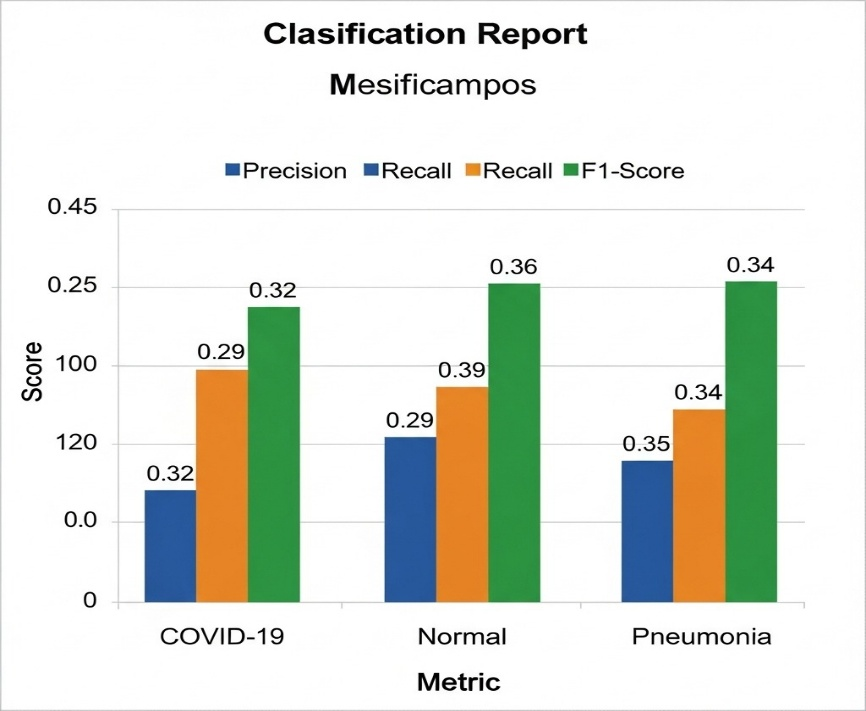 Clasification Report
Mesificampos
Precision Recall Recall F1-Score
0.45
0.25
100
120
0.0
0
Score
0.32 0.29 0.32
0.29 0.39 0.36
0.35 0.34 0.34
COVID-19 Normal Pneumonia
Metric